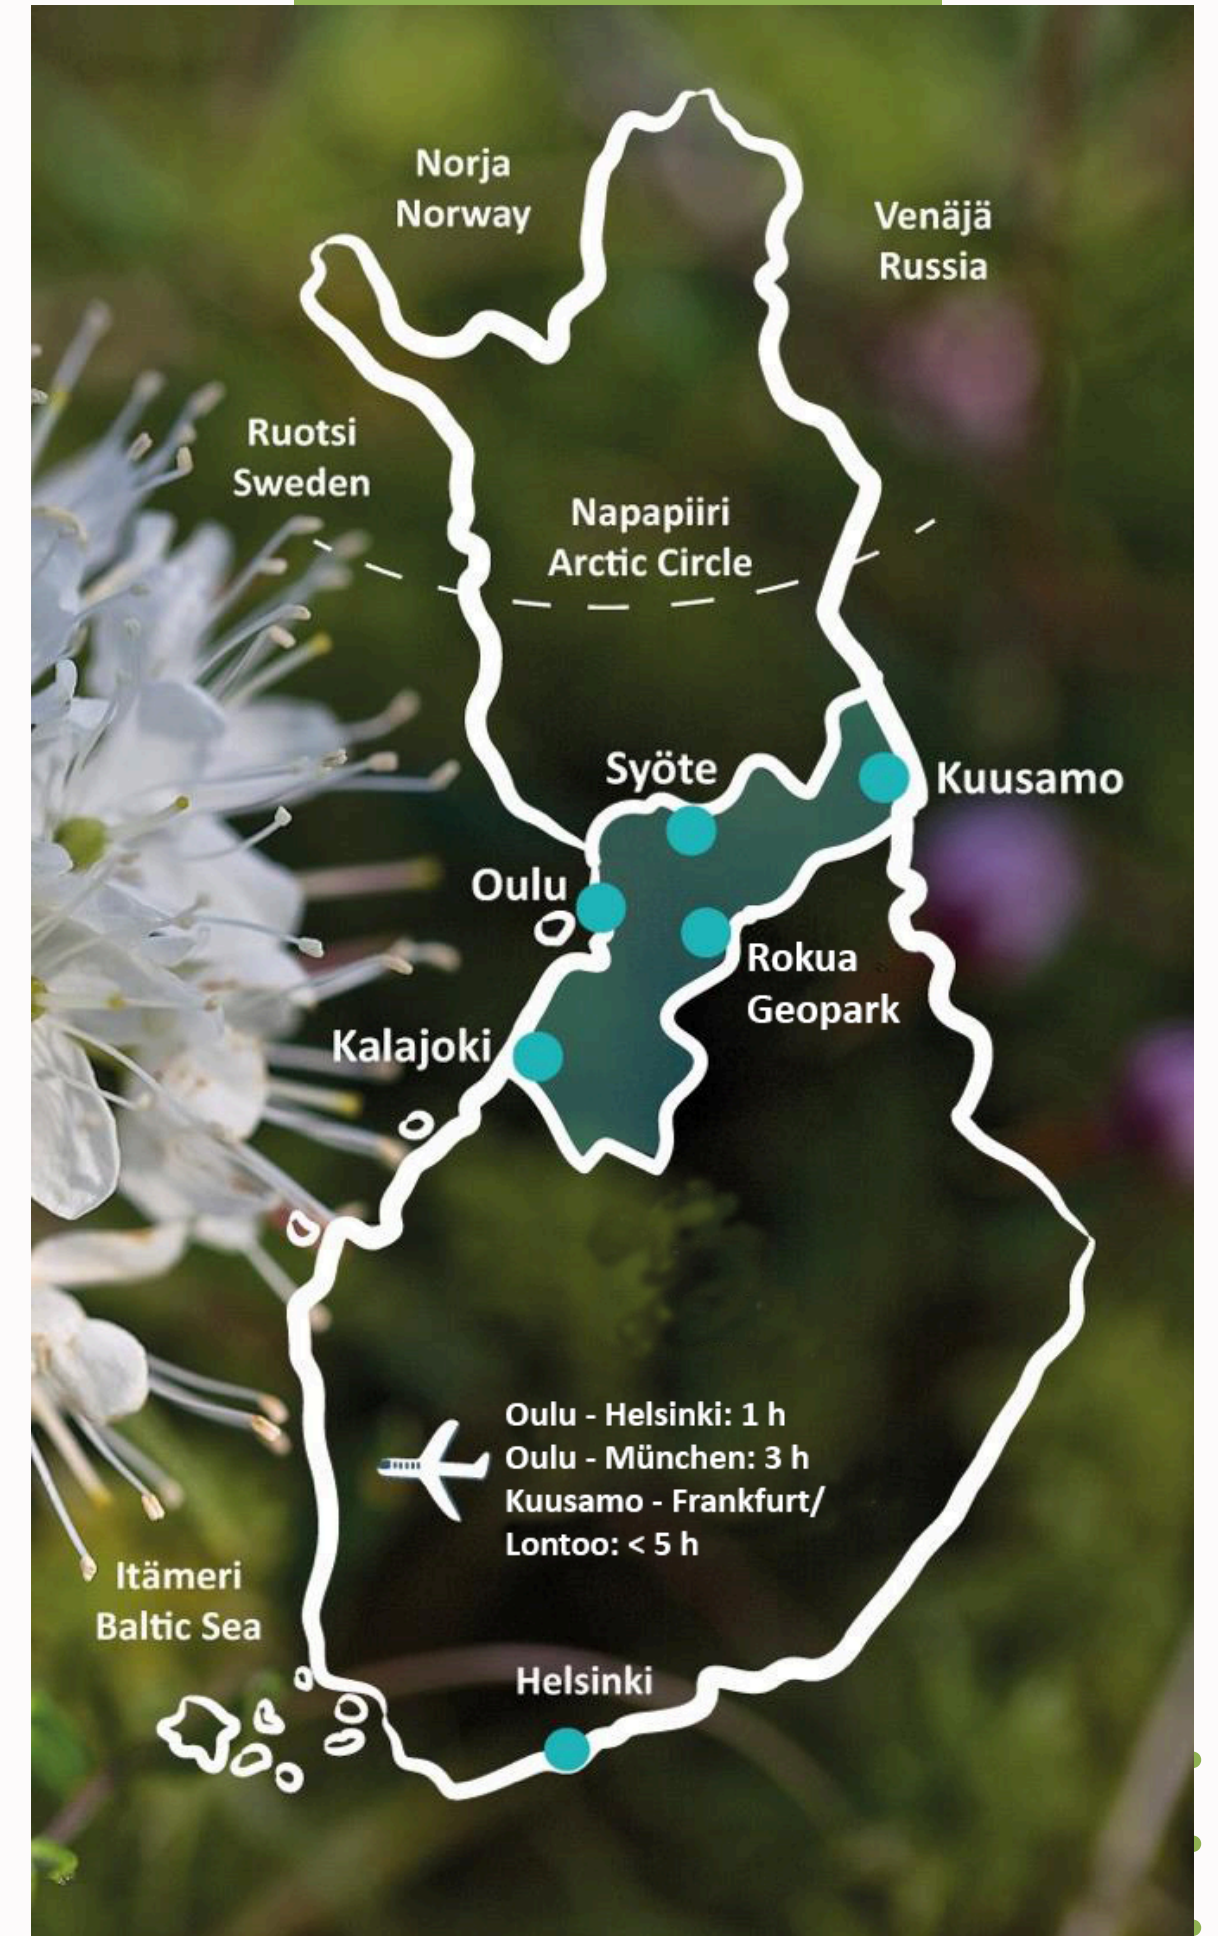 Norja
Norway
Venäjä
Russia
Ruotsi
Sweden
Napapiiri
Arctic Circle
Syöte
Kuusamo
Oulu
Rokua
Geopark
Kalajoki
Oulu - Helsinki: 1 h
Oulu - München: 3 h
Kuusamo - Frankfurt/
Lontoo: < 5 h
Itämeri
Baltic Sea
Helsinki